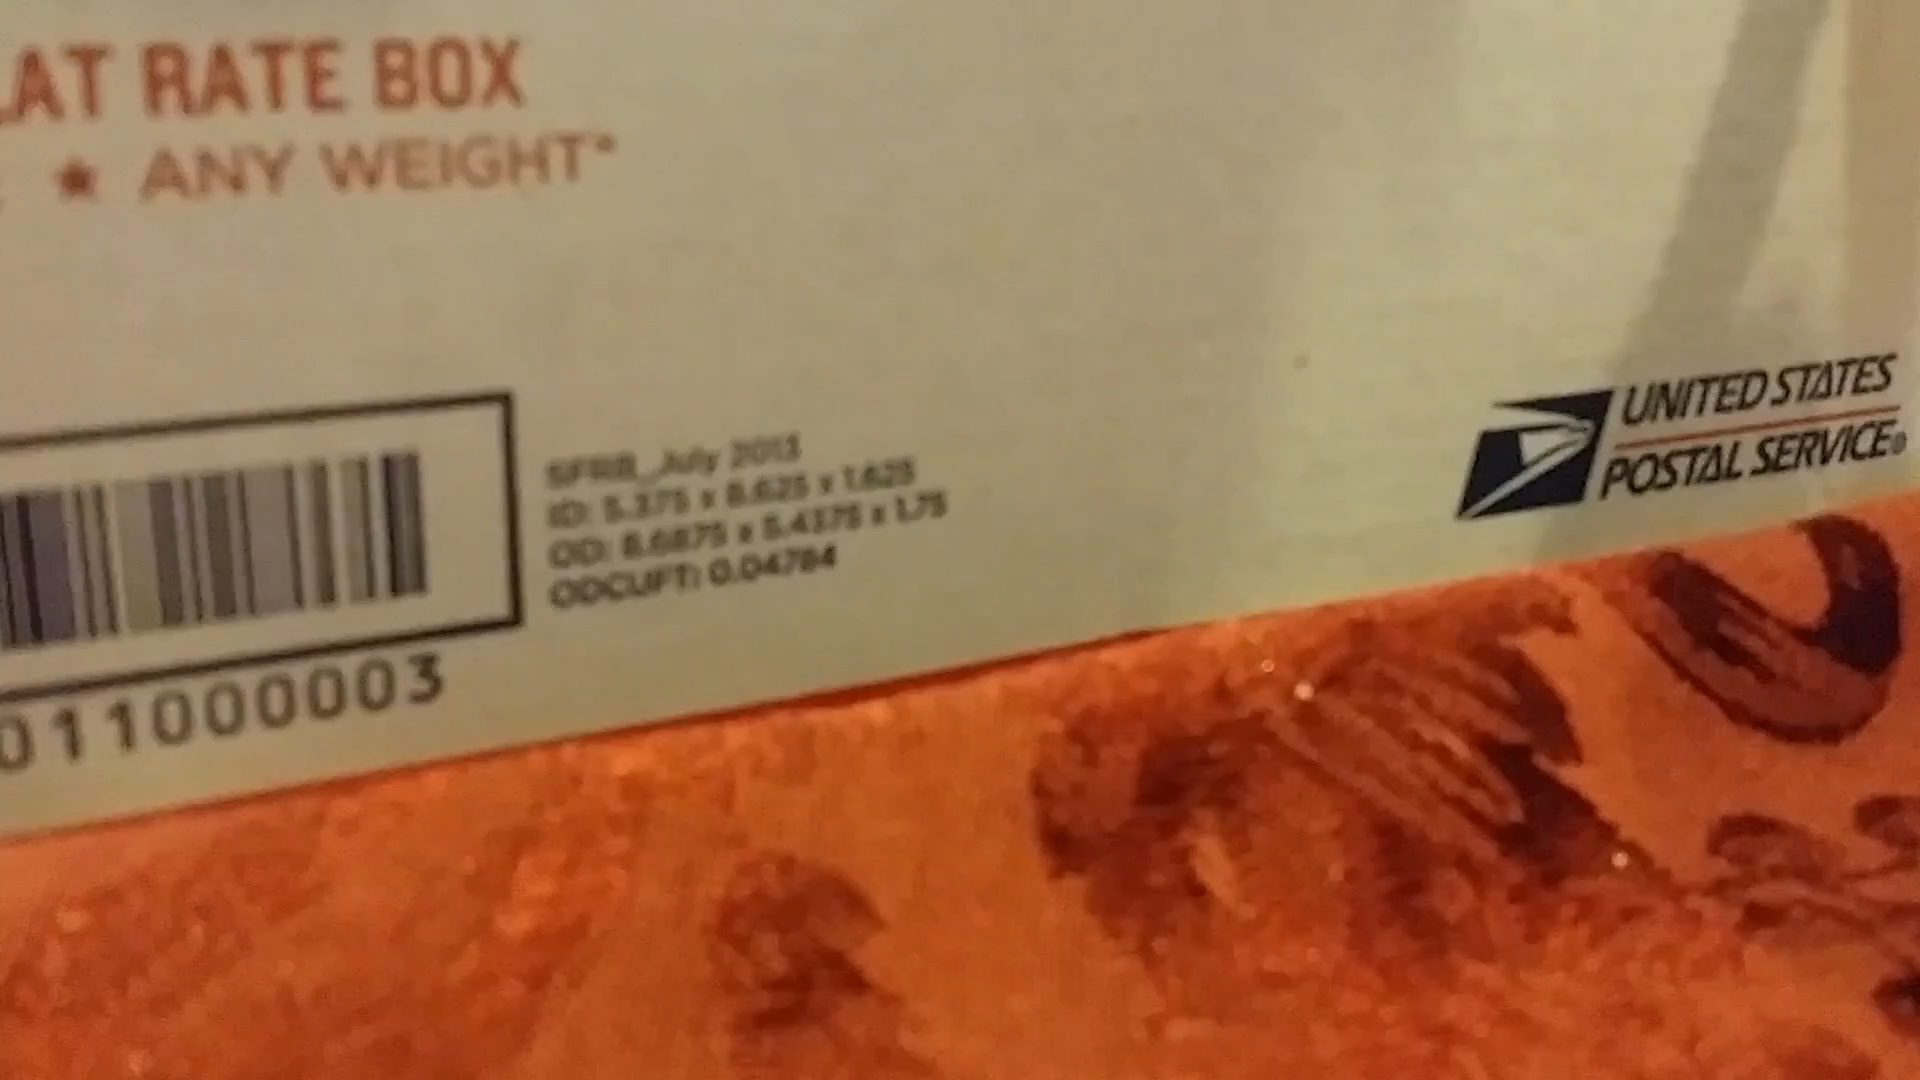 LAT RATE BOX
★ ANY WEIGHT*
SFRB_July 2013
ID: 5.375 x 8.625 x 1.625
OD: 8.6875 x 5.4375 x 1.75
ODCUFT: 0.04784
011000003
UNITED STATES
POSTAL SERVICE®